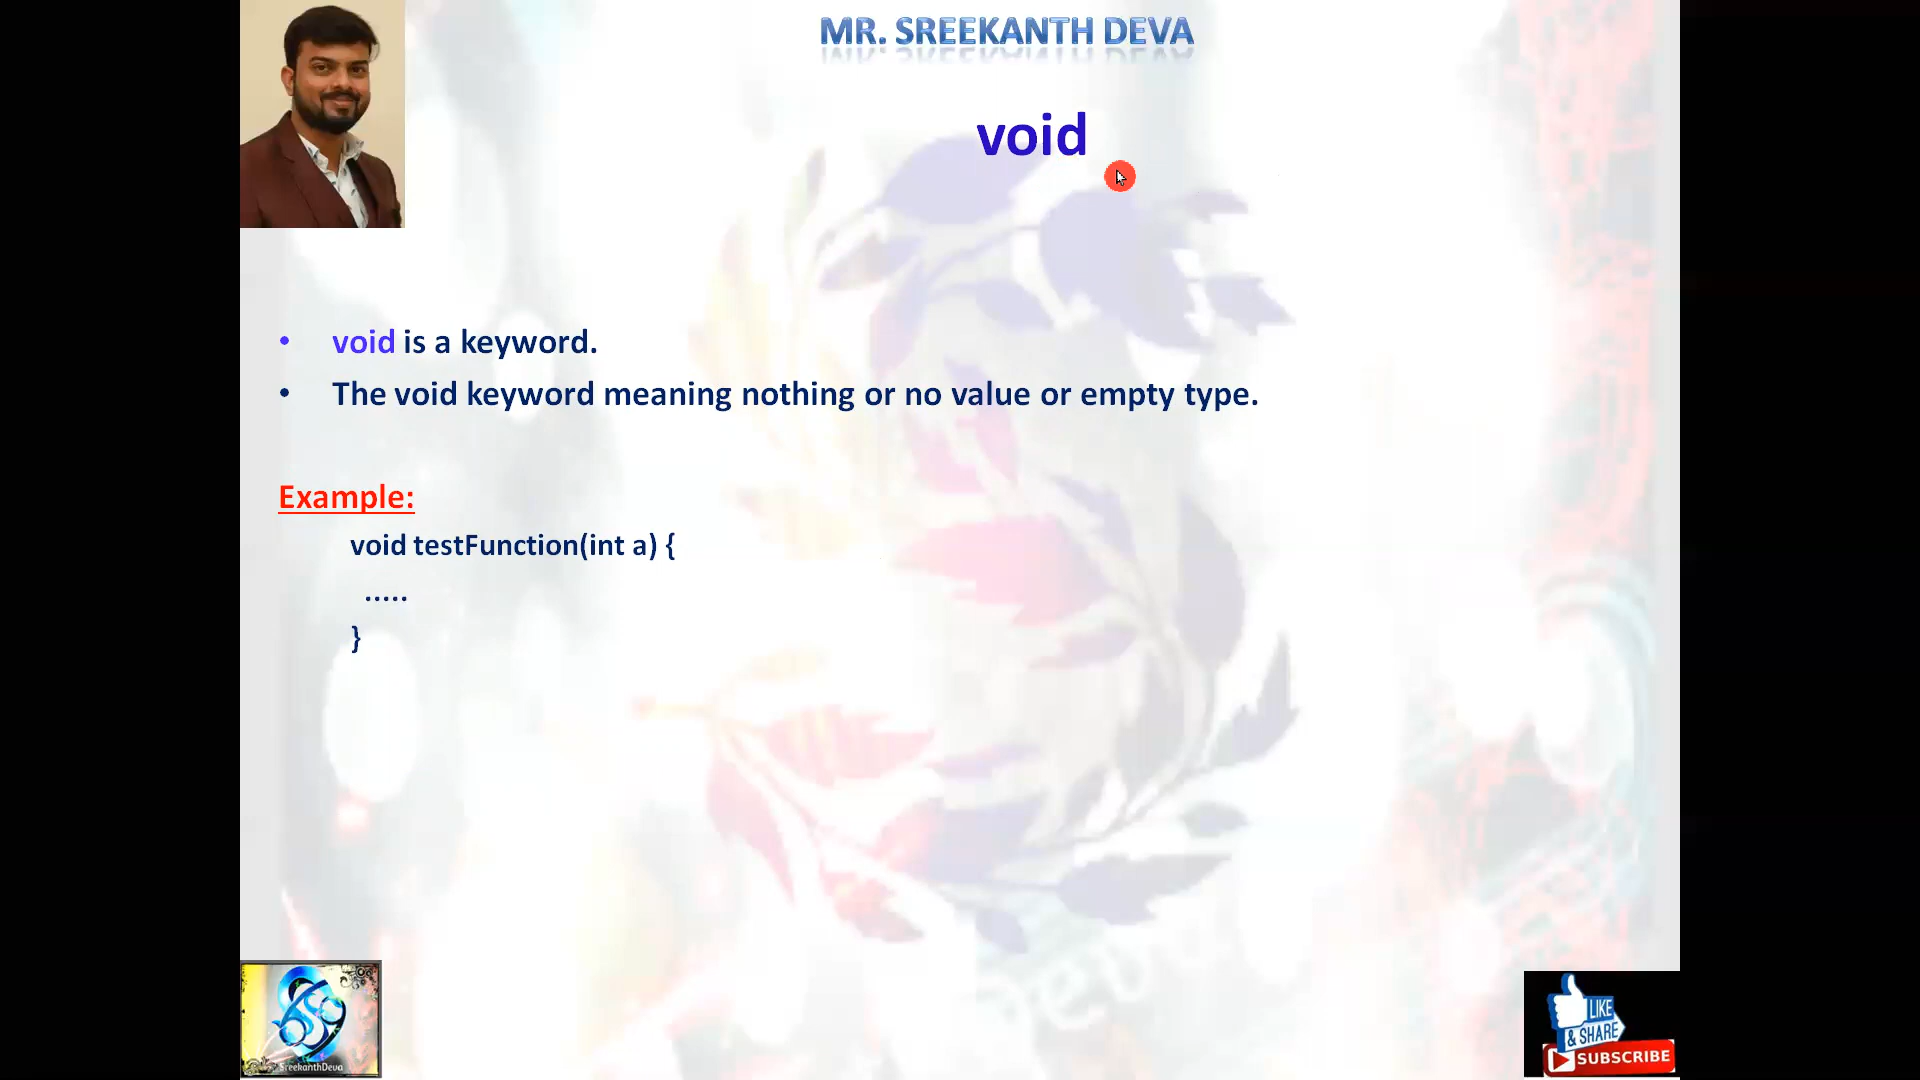 MR. SREEKANTH DEVA
void
• void is a keyword.
• The void keyword meaning nothing or no value or empty type.
Example:
void testFunction(int a) {
.....
}
Deva
SreekanthDeva
LIKE
& SHARE
SUBSCRIBE